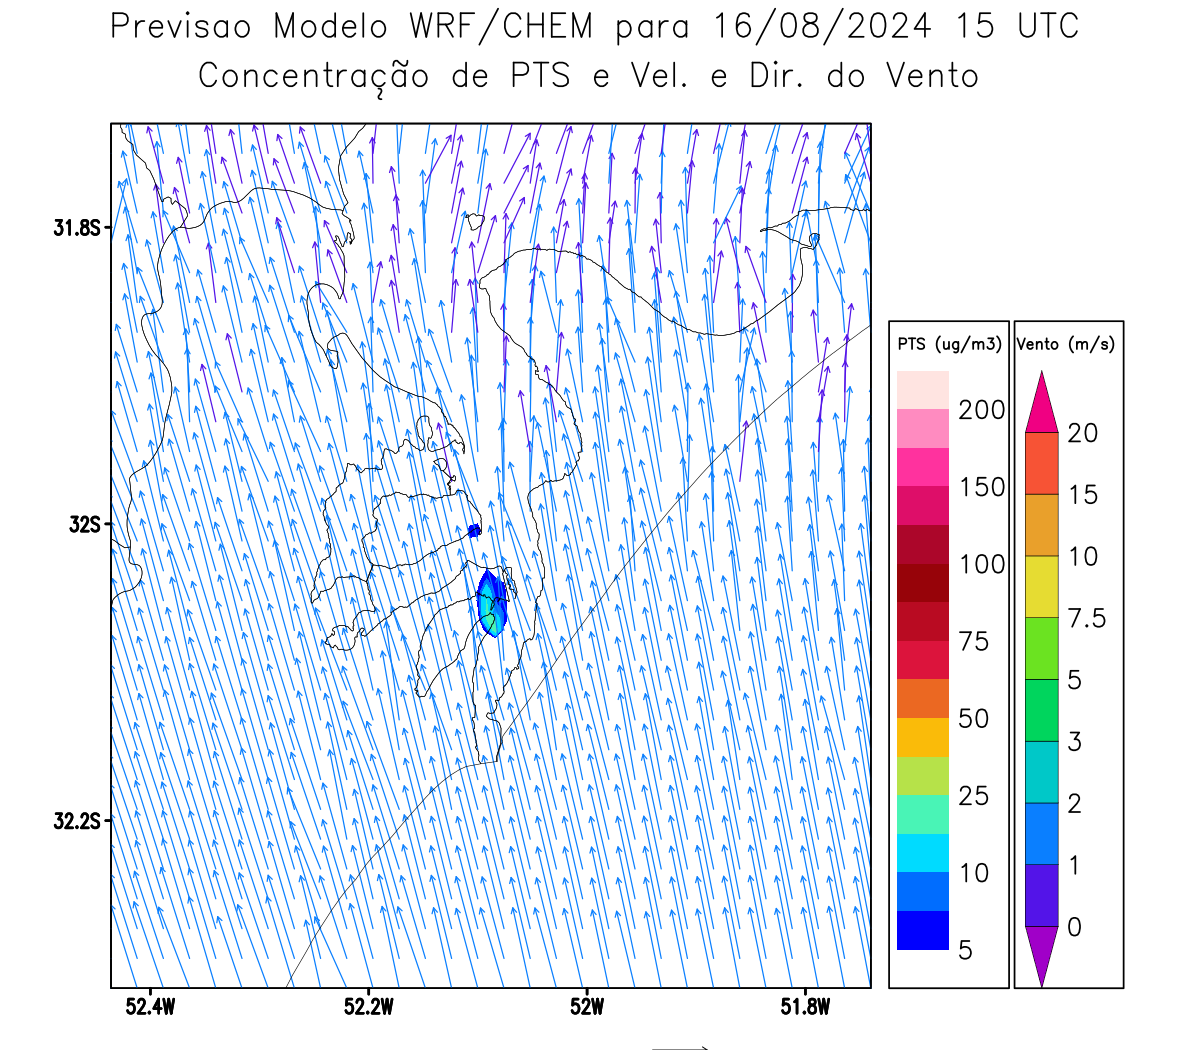 Previsao Modelo WRF/CHEM para 16/08/2024 15 UTC
Concentração de PTS e Vel. e Dir. do Vento
31.8S
32S
32.2S
52.4W 52.2W 52W 51.8W
PTS (ug/m3)
200
150
100
75
50
25
10
5
Vento (m/s)
20
15
10
7.5
5
3
2
1
0